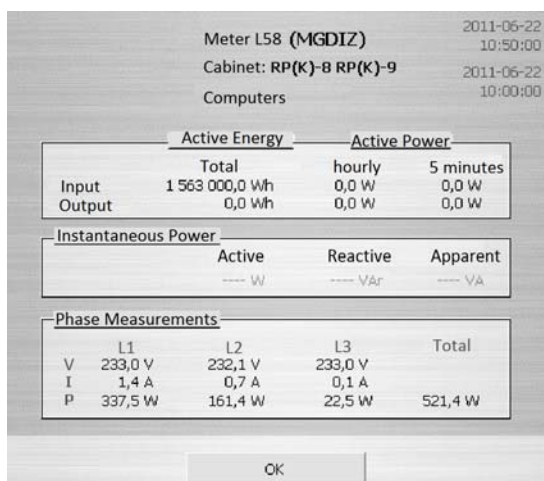 Meter L58 (MGDIZ) 2011-06-22
10:50:00
Cabinet: RP(K)-8 RP(K)-9 2011-06-22
10:00:00
Computers
Active Energy Active Power
Total hourly 5 minutes
Input 1 563 000,0 Wh 0,0 W 0,0 W
Output 0,0 Wh 0,0 W 0,0 W
Instantaneous Power
Active Reactive Apparent
---- W ---- VAr ---- VA
Phase Measurements
L1 L2 L3 Total
V 233,0 V 232,1 V 233,0 V
I 1,4 A 0,7 A 0,1 A
P 337,5 W 161,4 W 22,5 W 521,4 W
OK